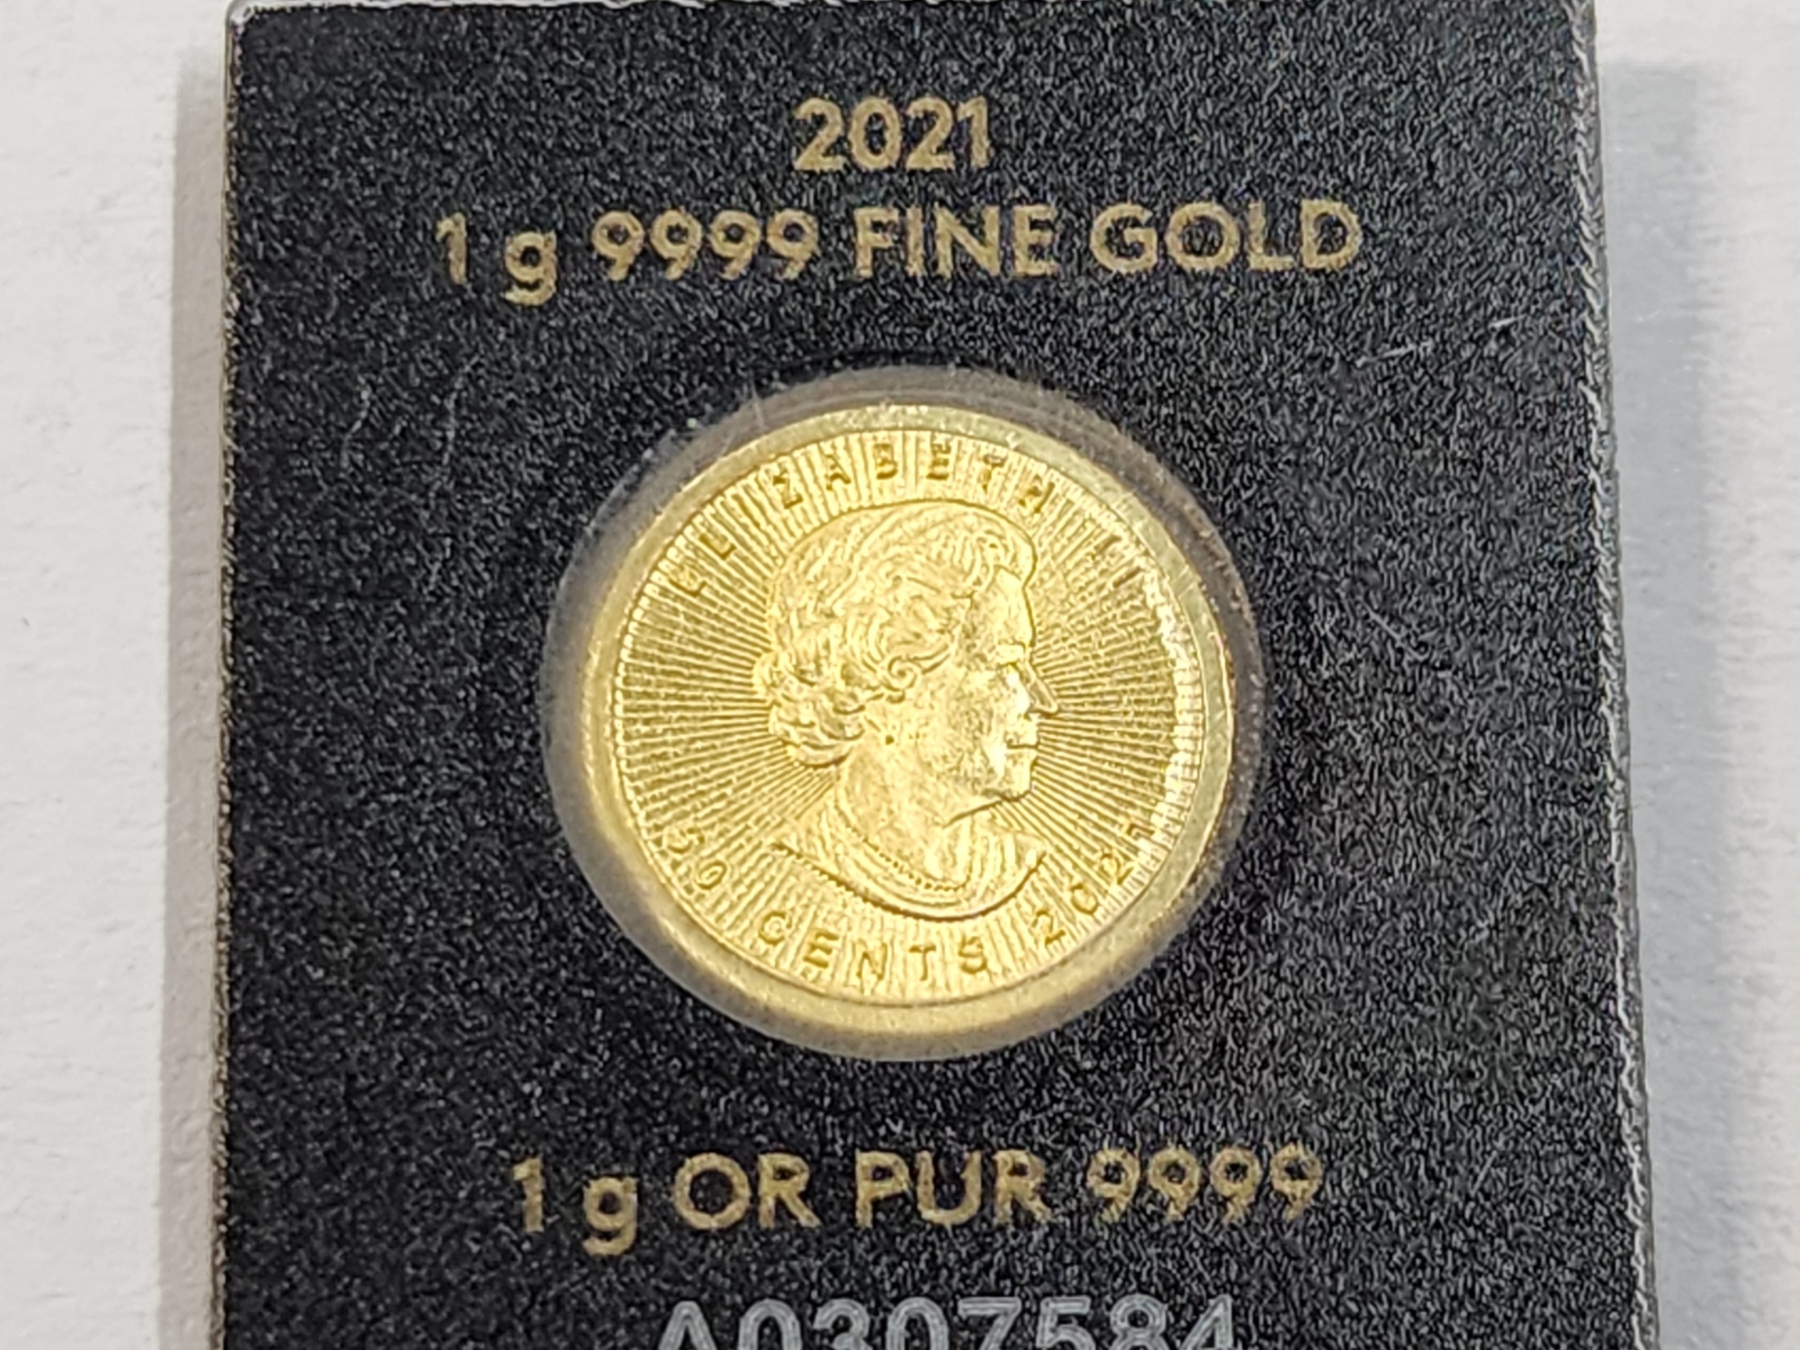 2021
1 g 9999 FINE GOLD
ELIZABETH II
50 CENTS 2021
1 g OR PUR 9999
A0307584